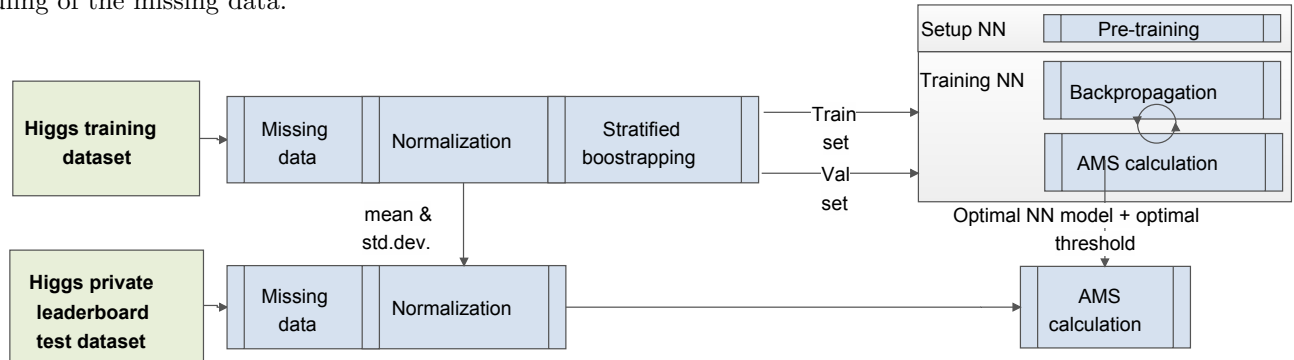 of the missing data.
Setup NN
Pre-training
Training NN
Backpropagation
AMS calculation
Higgs training
dataset
Missing
data
Normalization
Stratified
boostrapping
Train
set
Val
set
mean &
std.dev.
Optimal NN model + optimal
threshold
Higgs private
leaderboard
test dataset
Missing
data
Normalization
AMS
calculation